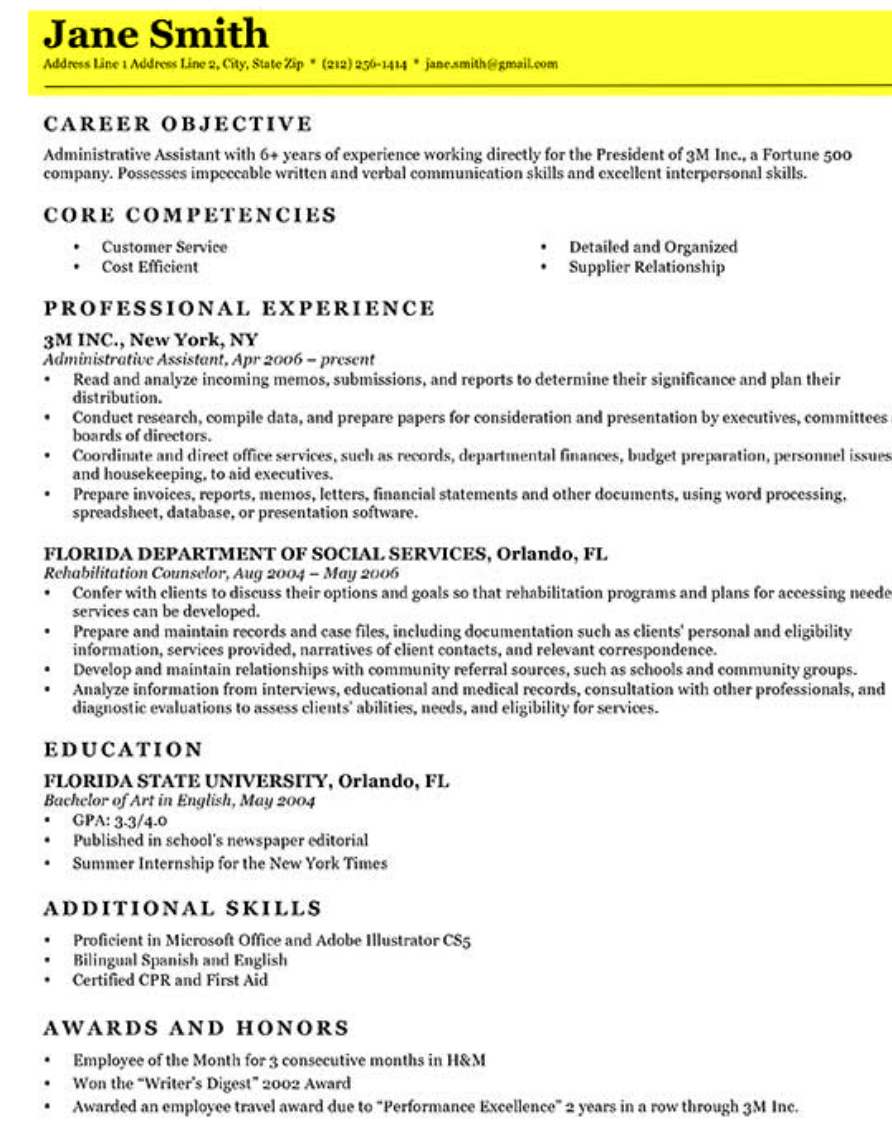 Jane Smith
Address Line 1 Address Line 2, City, State Zip * (212) 256-1414 * jane.smith@gmail.com
CAREER OBJECTIVE
Administrative Assistant with 6+ years of experience working directly for the President of 3M Inc., a Fortune 500
company. Possesses impeccable written and verbal communication skills and excellent interpersonal skills.
CORE COMPETENCIES
• Customer Service
• Cost Efficient
• Detailed and Organized
• Supplier Relationship
PROFESSIONAL EXPERIENCE
3M INC., New York, NY
Administrative Assistant, Apr 2006 – present
• Read and analyze incoming memos, submissions, and reports to determine their significance and plan their
distribution.
• Conduct research, compile data, and prepare papers for consideration and presentation by executives, committees
boards of directors.
• Coordinate and direct office services, such as records, departmental finances, budget preparation, personnel issues
and housekeeping, to aid executives.
• Prepare invoices, reports, memos, letters, financial statements and other documents, using word processing,
spreadsheet, database, or presentation software.
FLORIDA DEPARTMENT OF SOCIAL SERVICES, Orlando, FL
Rehabilitation Counselor, Aug 2004 – May 2006
• Confer with clients to discuss their options and goals so that rehabilitation programs and plans for accessing neede
services can be developed.
• Prepare and maintain records and case files, including documentation such as clients' personal and eligibility
information, services provided, narratives of client contacts, and relevant correspondence.
• Develop and maintain relationships with community referral sources, such as schools and community groups.
• Analyze information from interviews, educational and medical records, consultation with other professionals, and
diagnostic evaluations to assess clients' abilities, needs, and eligibility for services.
EDUCATION
FLORIDA STATE UNIVERSITY, Orlando, FL
Bachelor of Art in English, May 2004
• GPA: 3.3/4.0
• Published in school's newspaper editorial
• Summer Internship for the New York Times
ADDITIONAL SKILLS
• Proficient in Microsoft Office and Adobe Illustrator CS5
• Bilingual Spanish and English
• Certified CPR and First Aid
AWARDS AND HONORS
• Employee of the Month for 3 consecutive months in H&M
• Won the "Writer's Digest" 2002 Award
• Awarded an employee travel award due to "Performance Excellence" 2 years in a row through 3M Inc.